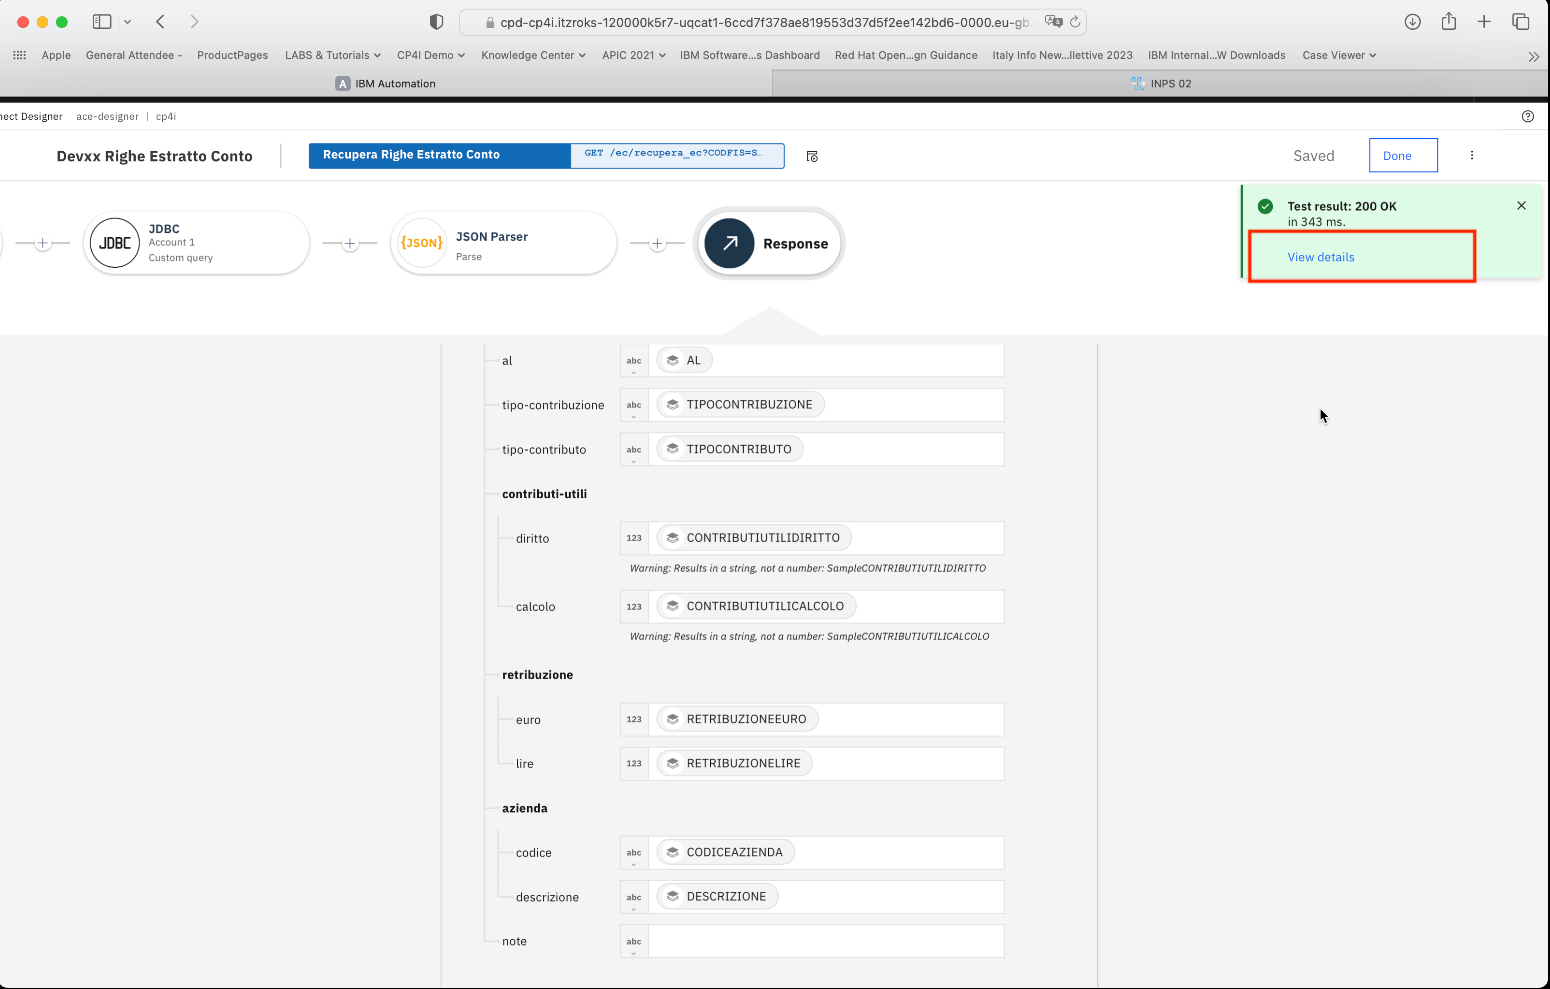 cpd-cp4i.itzroks-120000k5r7-uqcat1-6ccd7f378ae819553d37d5f2ee142bd6-0000.eu-gb.
Apple General Attendee - ProductPages LABS & Tutorials CP4I Demo Knowledge Center APIC 2021 IBM Software...s Dashboard Red Hat Open...gn Guidance Italy Info New...llettive 2023 IBM Internal...W Downloads Case Viewer
A IBM Automation INPS 02
nect Designer ace-designer | cp4i
Devxx Righe Estratto Conto
Recupera Righe Estratto Conto GET /ec/recupera_ec?CODFIS=S…
Saved Done
JDBC
JDBC
Account 1
Custom query
{JSON}
JSON Parser
Parse
Response
Test result: 200 OK
in 343 ms.
View details
al abc AL
tipo-contribuzione abc TIPOCONTRIBUZIONE
tipo-contributo abc TIPOCONTRIBUTO
contributi-utili
diritto 123 CONTRIBUTIUTILIDIRITTO
Warning: Results in a string, not a number: SampleCONTRIBUTIUTILIDIRITTO
calcolo 123 CONTRIBUTIUTILICALCOLO
Warning: Results in a string, not a number: SampleCONTRIBUTIUTILICALCOLO
retribuzione
euro 123 RETRIBUZIONEEURO
lire 123 RETRIBUZIONELIRE
azienda
codice abc CODICEAZIENDA
descrizione abc DESCRIZIONE
note abc